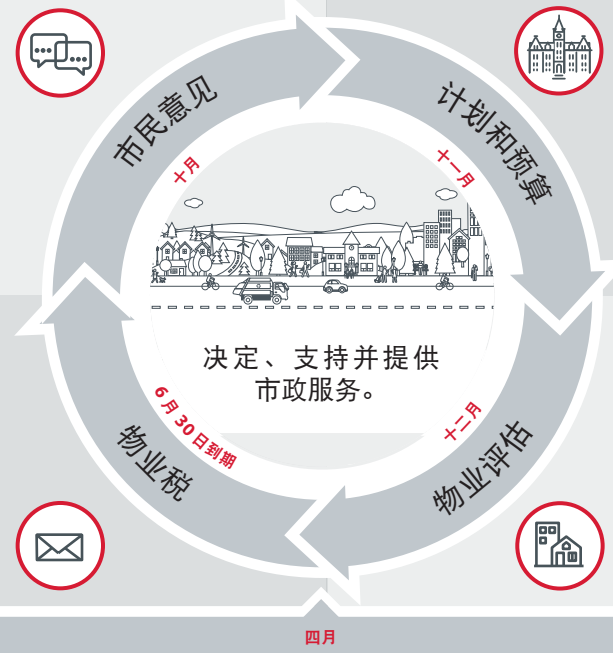 市民意见
计划和预算
十月
十一月
决定、支持并提供
市政服务。
6月30日到期
十二月
物业税
物业评估
四月